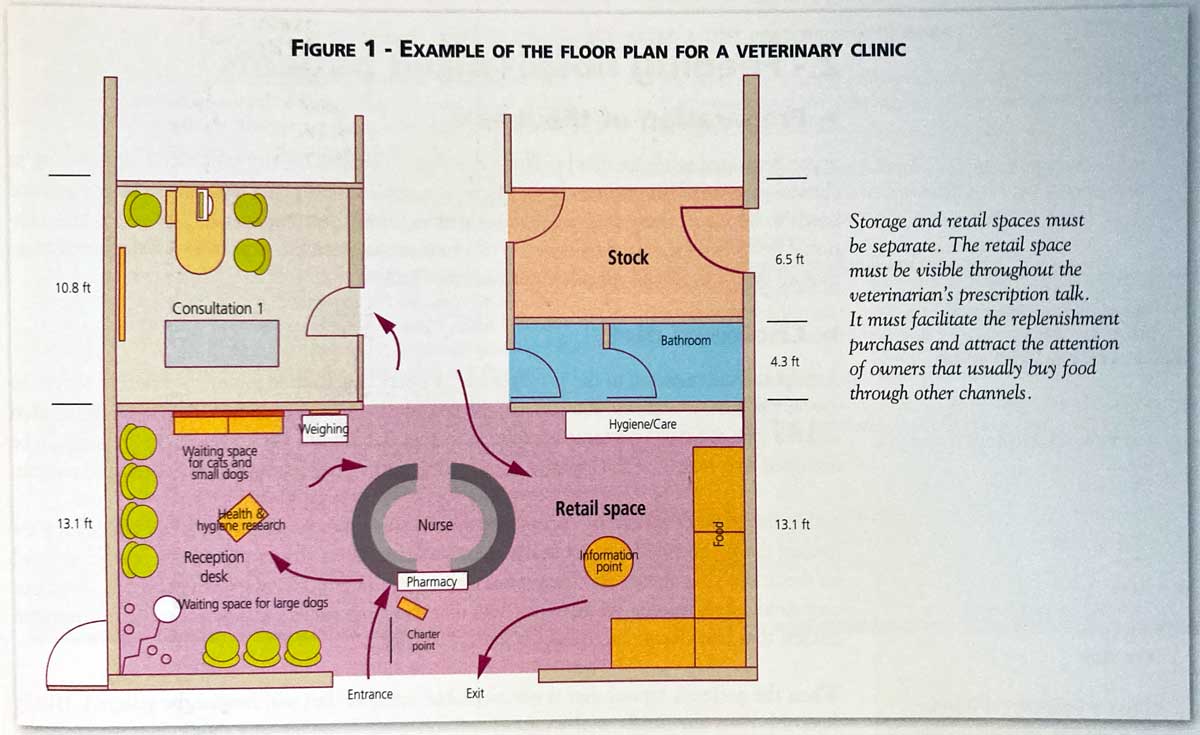 FIGURE 1 - EXAMPLE OF THE FLOOR PLAN FOR A VETERINARY CLINIC
10.8 ft
Consultation 1
Stock
6.5 ft
Bathroom
4.3 ft
Storage and retail spaces must
be separate. The retail space
must be visible throughout the
veterinarian's prescription talk.
It must facilitate the replenishment
purchases and attract the attention
of owners that usually buy food
through other channels.
Weighing
Hygiene/Care
Waiting space
for cats and
small dogs
13.1 ft
Health &
hygiene research
Reception
desk
Waiting space for large dogs
Nurse
Pharmacy
Charter
point
Retail space
Information
point
Food
13.1 ft
Entrance
Exit